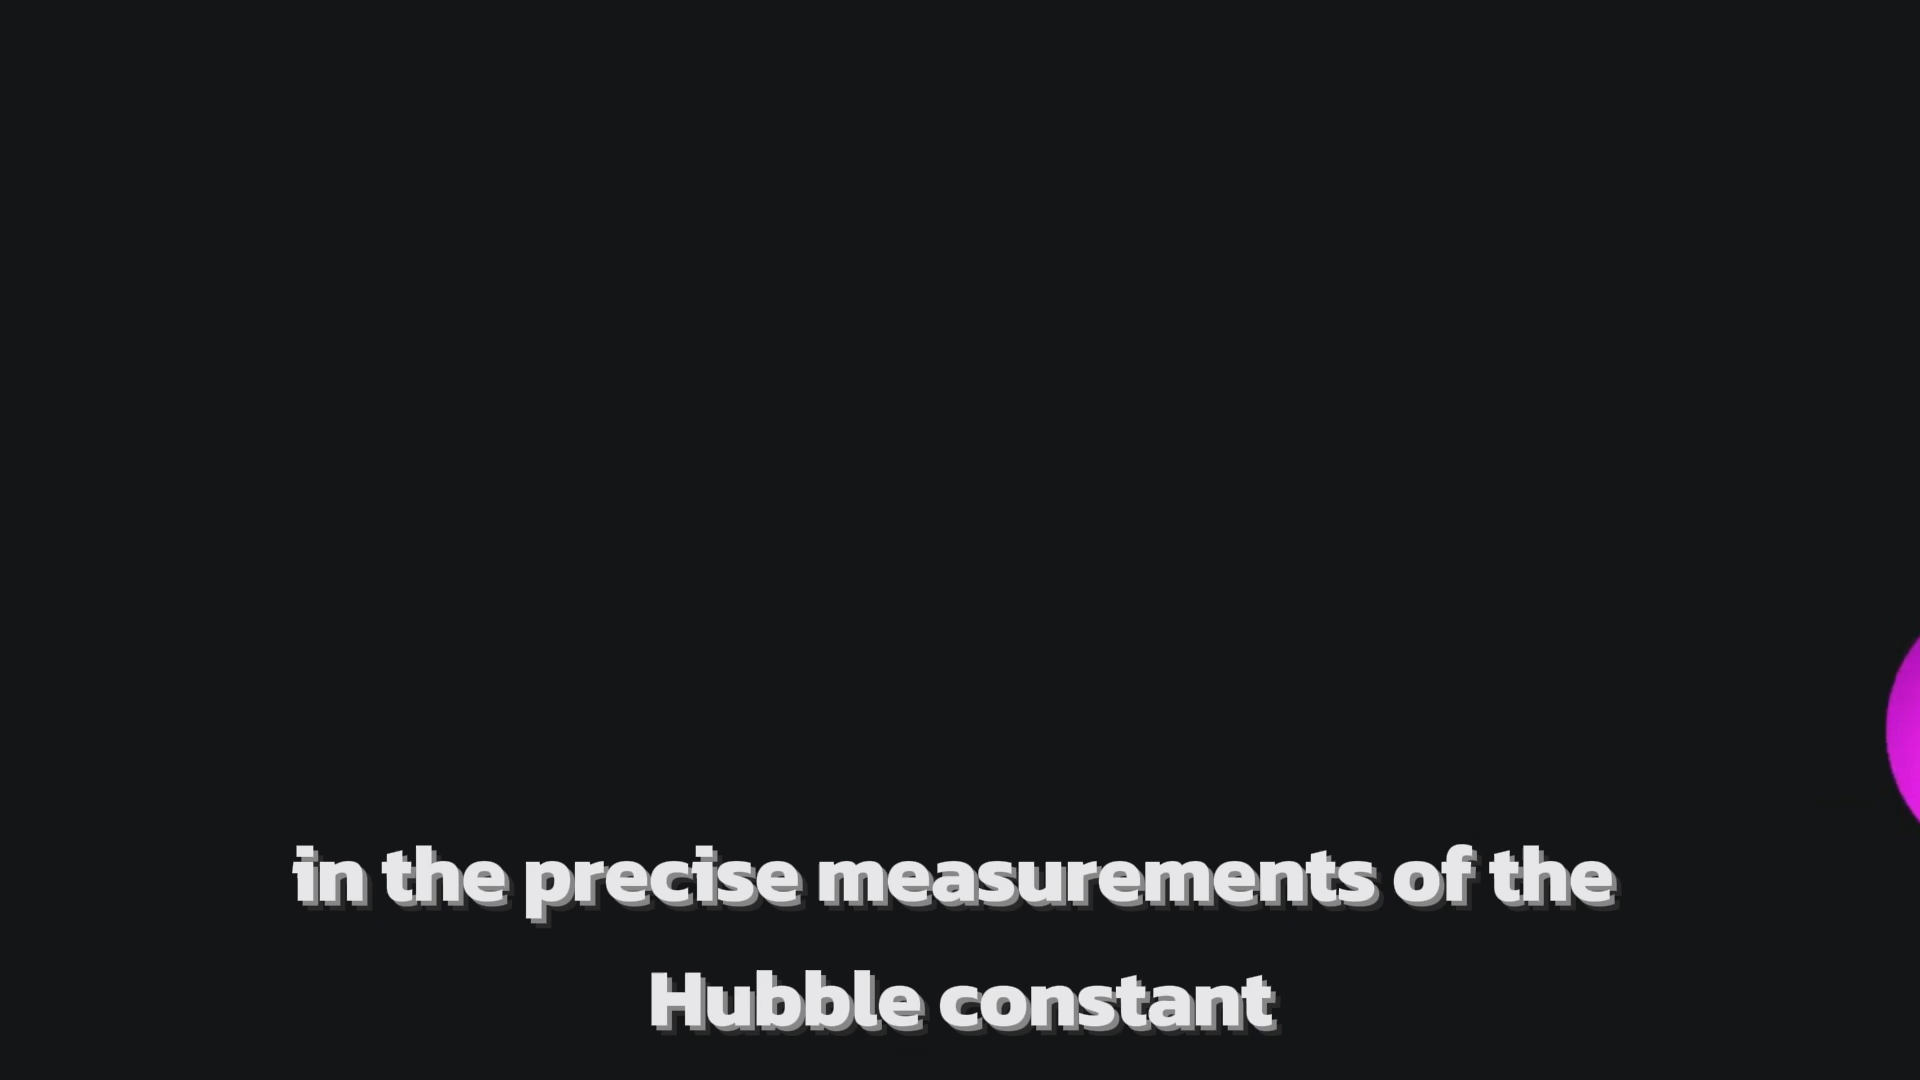 in the precise measurements of the
Hubble constant